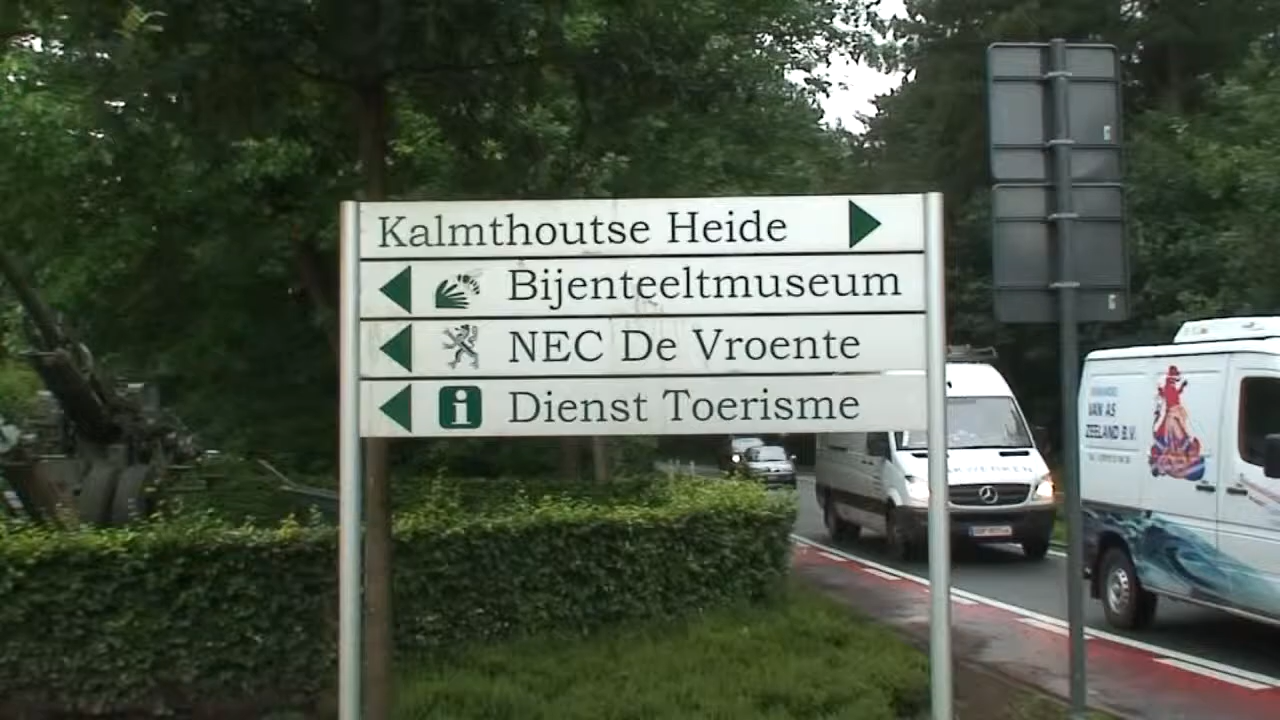 Kalmthoutse Heide
Bijenteeltmuseum
NEC De Vroente
i Dienst Toerisme
VAN AS
ZEELAND B.V.